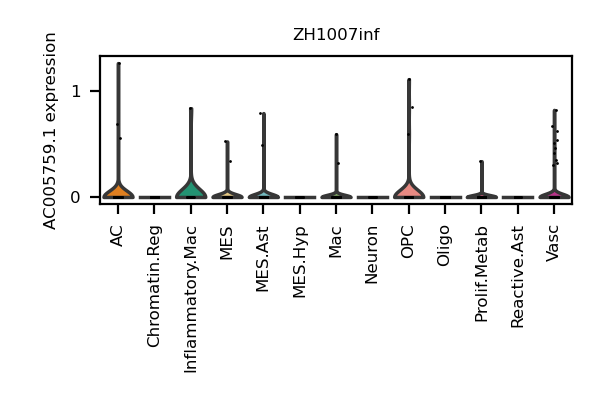 ZH1007inf
AC005759.1 expression
1
0
AC
Chromatin.Reg
Inflammatory.Mac
MES
MES.Ast
MES.Hyp
Mac
Neuron
OPC
Oligo
Prolif.Metab
Reactive.Ast
Vasc